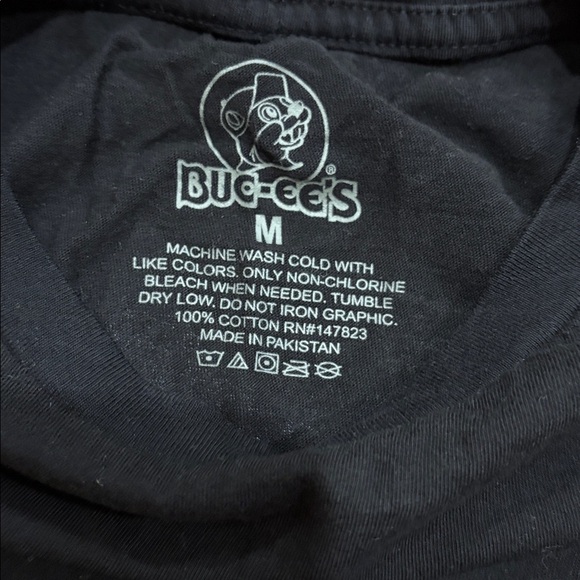 BUC-EE'S®
M
MACHINE WASH COLD WITH
LIKE COLORS. ONLY NON-CHLORINE
BLEACH WHEN NEEDED. TUMBLE
DRY LOW. DO NOT IRON GRAPHIC.
100% COTTON RN#147823
MADE IN PAKISTAN